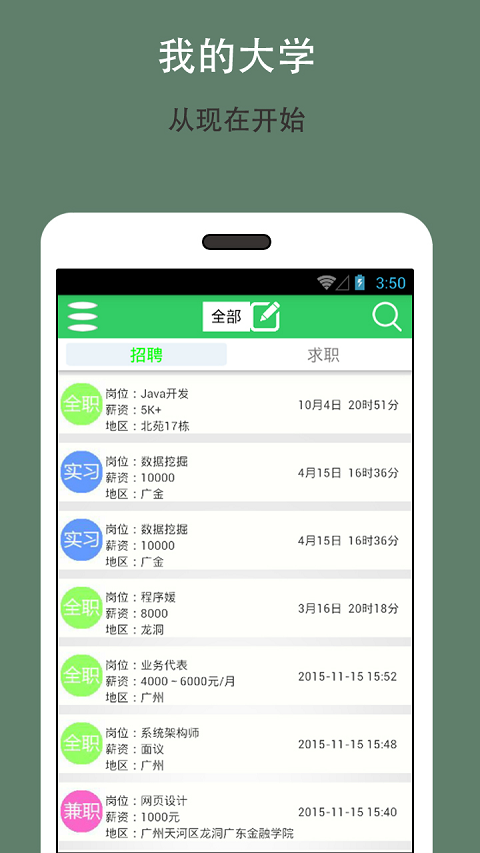 我的大学
从现在开始
3:50
全部
招聘 求职
全职
岗位：Java开发
薪资：5K+
地区：北苑17栋
10月4日 20时51分
实习
岗位：数据挖掘
薪资：10000
地区：广金
4月15日 16时36分
实习
岗位：数据挖掘
薪资：10000
地区：广金
4月15日 16时36分
全职
岗位：程序媛
薪资：8000
地区：龙洞
3月16日 20时18分
全职
岗位：业务代表
薪资：4000～6000元/月
地区：广州
2015-11-15 15:52
全职
岗位：系统架构师
薪资：面议
地区：广州
2015-11-15 15:48
兼职
岗位：网页设计
薪资：1000元
地区：广州天河区龙洞广东金融学院
2015-11-15 15:40